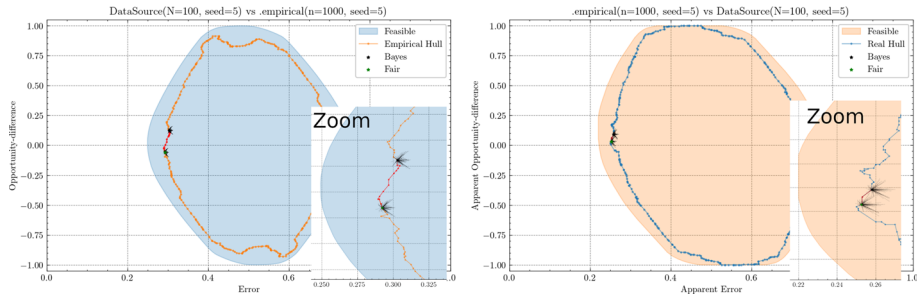 DataSource(N=100, seed=5) vs .empirical(n=1000, seed=5)
1.00
0.75
0.50
0.25
0.00
−0.25
−0.50
−0.75
−1.00
Opportunity-difference
Feasible
Empirical Hull
Bayes
Fair
Zoom
0.250
0.275
0.300
0.325
0.0
0.2
0.4
0.6
Error
.empirical(n=1000, seed=5) vs DataSource(N=100, seed=5)
1.00
0.75
0.50
0.25
0.00
−0.25
−0.50
−0.75
−1.00
Apparent Opportunity-difference
Feasible
Real Hull
Bayes
Fair
Zoom
0.22
0.24
0.26
0.0
0.2
0.4
0.6
1.0
Apparent Error